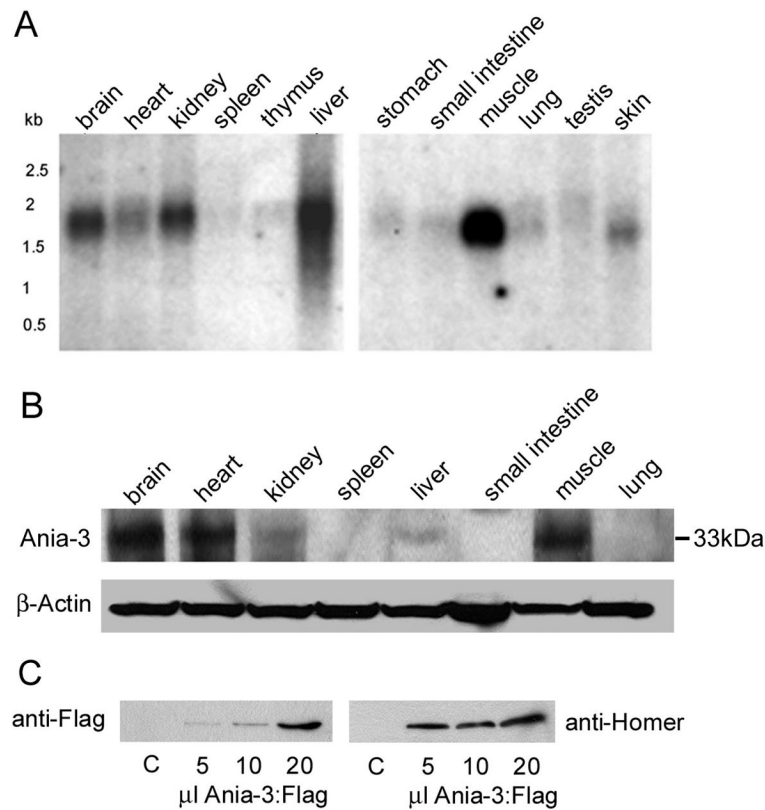 A
brain heart kidney spleen thymus liver stomach small intestine muscle lung testis skin
kb
2.5
2
1.5
1
0.5
B
brain heart kidney spleen liver small intestine muscle lung
Ania-3
33kDa
β-Actin
C
anti-Flag
anti-Homer
C 5 10 20 C 5 10 20
µl Ania-3:Flag µl Ania-3:Flag